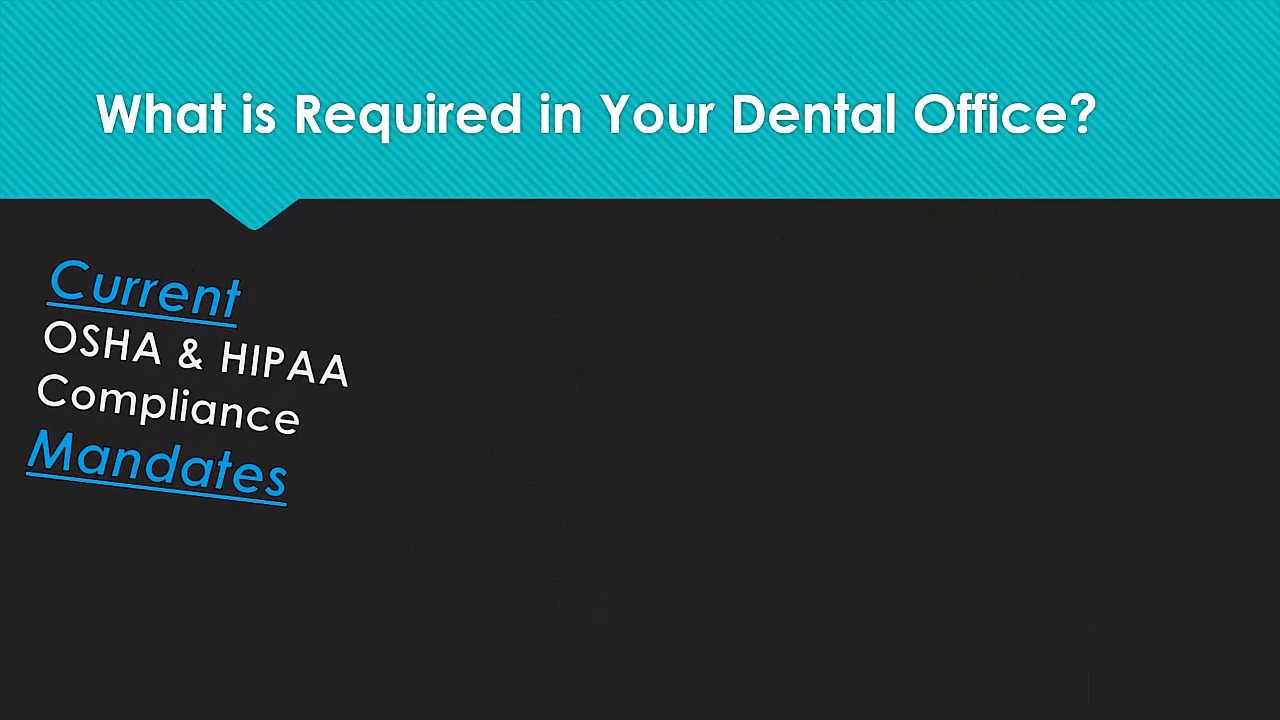 What is Required in Your Dental Office?
Current
OSHA & HIPAA
Compliance
Mandates